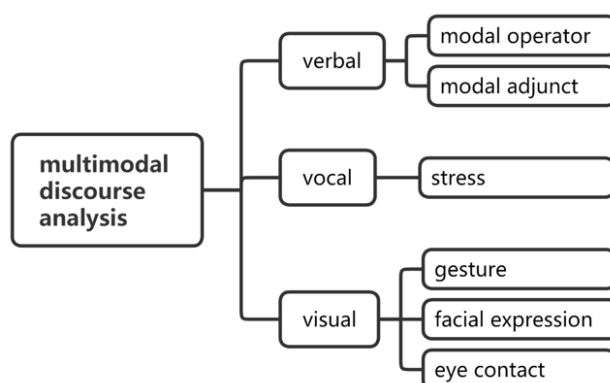 multimodal
discourse
analysis
verbal
modal operator
modal adjunct
vocal
stress
visual
gesture
facial expression
eye contact